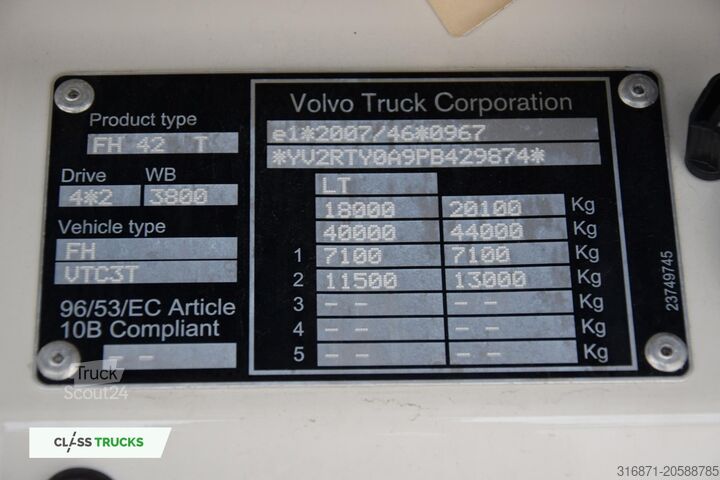 Product type
FH 42 T
Drive WB
4*2 3800
Vehicle type
FH
VTC3T
96/53/EC Article
10B Compliant
- -
Volvo Truck Corporation
e1*2007/46*0967
*YV2RTY0A9PB429874*
LT
18000 20100 Kg
40000 44000 Kg
1 7100 7100 Kg
2 11500 13000 Kg
3 - - - - Kg
4 - - - - Kg
5 - - - - Kg
23749745
Truck
Scout24
CLASSTRUCKS
316871-20588785